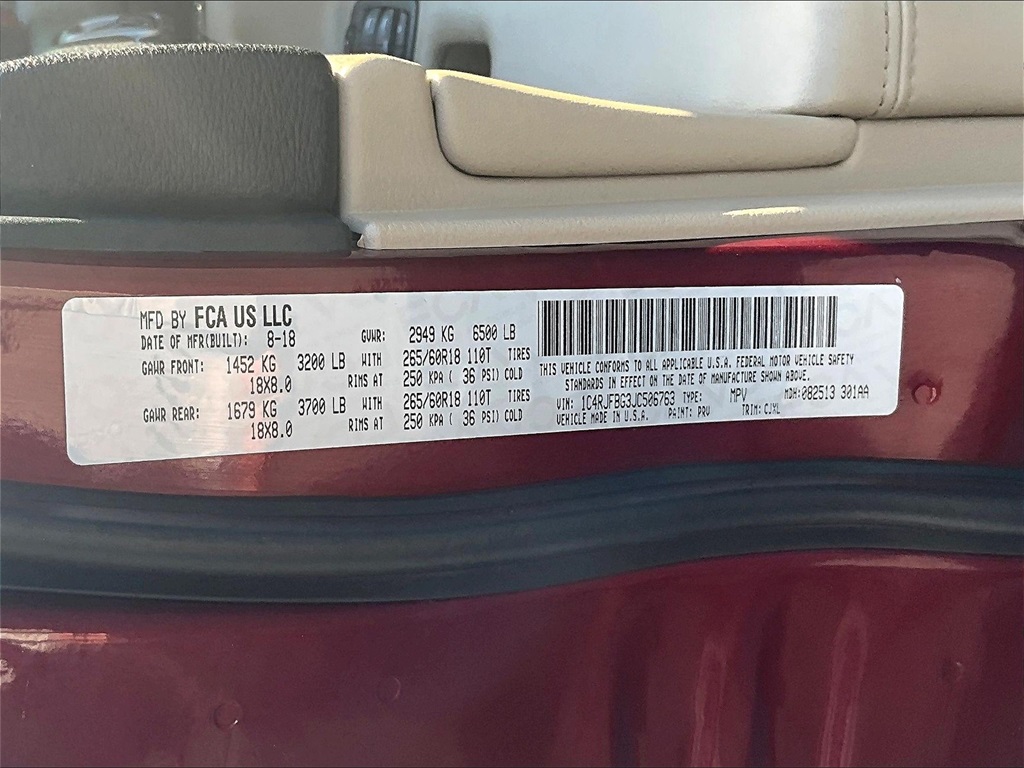 MFD BY FCA US LLC
DATE OF MFR(BUILT): 8-18 GVWR: 2949 KG 6500 LB
GAWR FRONT: 1452 KG 3200 LB WITH 265/60R18 110T TIRES
18X8.0 RIMS AT 250 KPA ( 36 PSI) COLD
GAWR REAR: 1679 KG 3700 LB WITH 265/60R18 110T TIRES
18X8.0 RIMS AT 250 KPA ( 36 PSI) COLD
THIS VEHICLE CONFORMS TO ALL APPLICABLE U.S.A. FEDERAL MOTOR VEHICLE SAFETY
STANDARDS IN EFFECT ON THE DATE OF MANUFACTURE SHOWN ABOVE.
VIN: 1C4RJFBG3JC506763 TYPE: MPV MDH:082513 301AA
VEHICLE MADE IN U.S.A. PAINT: PRV TRIM: CJXL